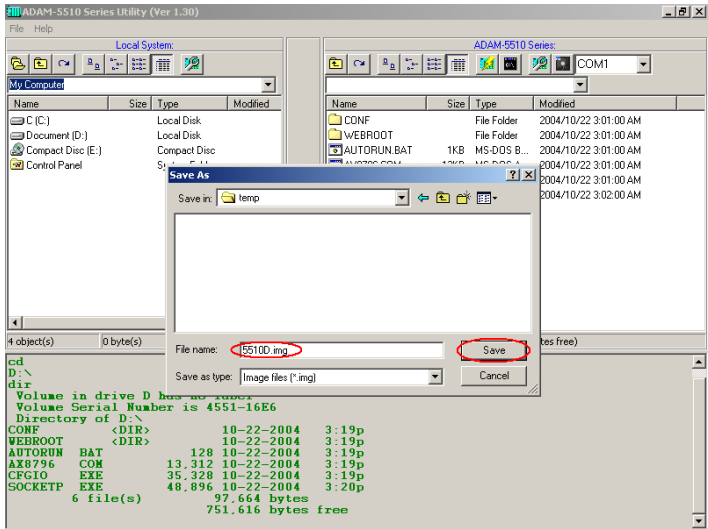 ADAM-5510 Series Utility (Ver 1.30)
File Help
Local System:
ADAM-5510 Series:
COM1
My Computer
Name Size Type Modified
C (C:) Local Disk
Document (D:) Local Disk
Compact Disc (E:) Compact Disc
Control Panel
Name Size Type Modified
CONF File Folder 2004/10/22 3:01:00 AM
WEBROOT File Folder 2004/10/22 3:01:00 AM
AUTORUN.BAT 1KB MS-DOS B... 2004/10/22 3:01:00 AM
2004/10/22 3:01:00 AM
2004/10/22 3:01:00 AM
2004/10/22 3:02:00 AM
Save As
Save in: temp
File name: 5510D.img Save
Save as type: Image files (*.img) Cancel
4 object(s) 0 byte(s)
free)
cd
D:\
dir
Volume in drive D has no label
Volume Serial Number is 4551-16E6
Directory of D:\
CONF <DIR> 10-22-2004 3:19p
WEBROOT <DIR> 10-22-2004 3:19p
AUTORUN BAT 128 10-22-2004 3:19p
AX8796 COM 13,312 10-22-2004 3:19p
CFGIO EXE 35,328 10-22-2004 3:19p
SOCKETP EXE 48,896 10-22-2004 3:20p
6 file(s) 97,664 bytes
751,616 bytes free